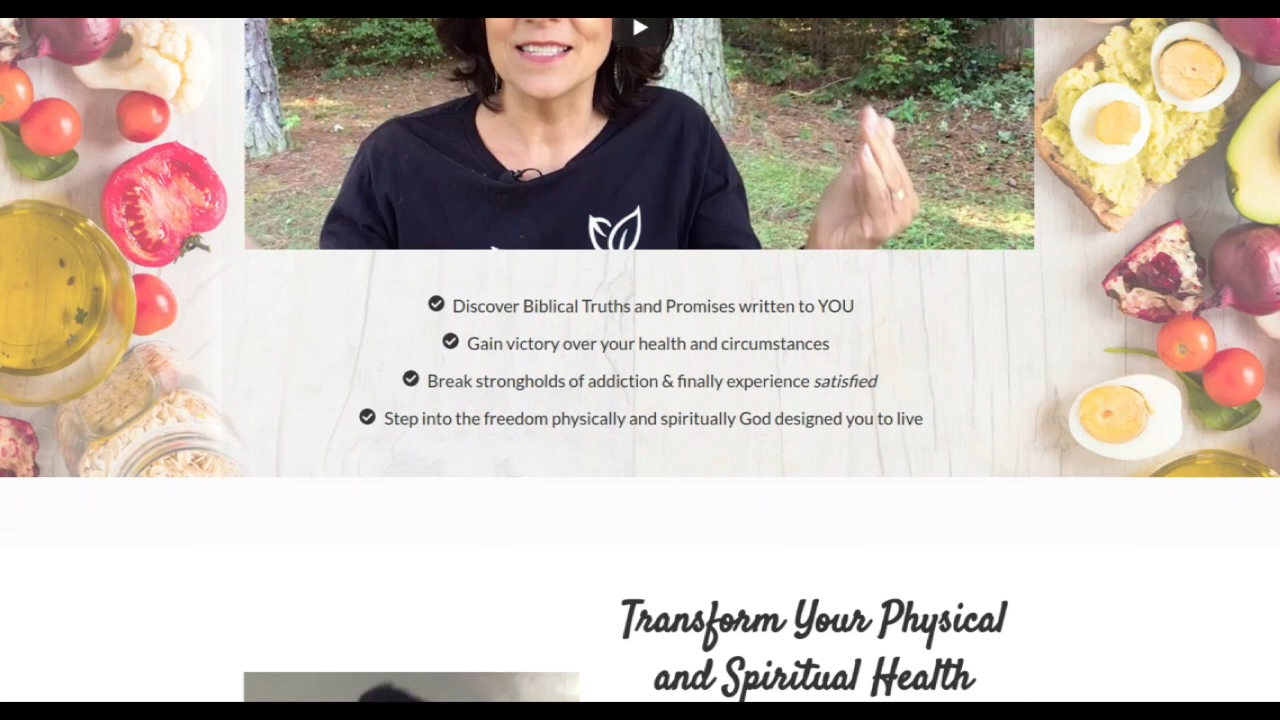 Discover Biblical Truths and Promises written to YOU
Gain victory over your health and circumstances
Break strongholds of addiction & finally experience satisfied
Step into the freedom physically and spiritually God designed you to live
Transform Your Physical
and Spiritual Health